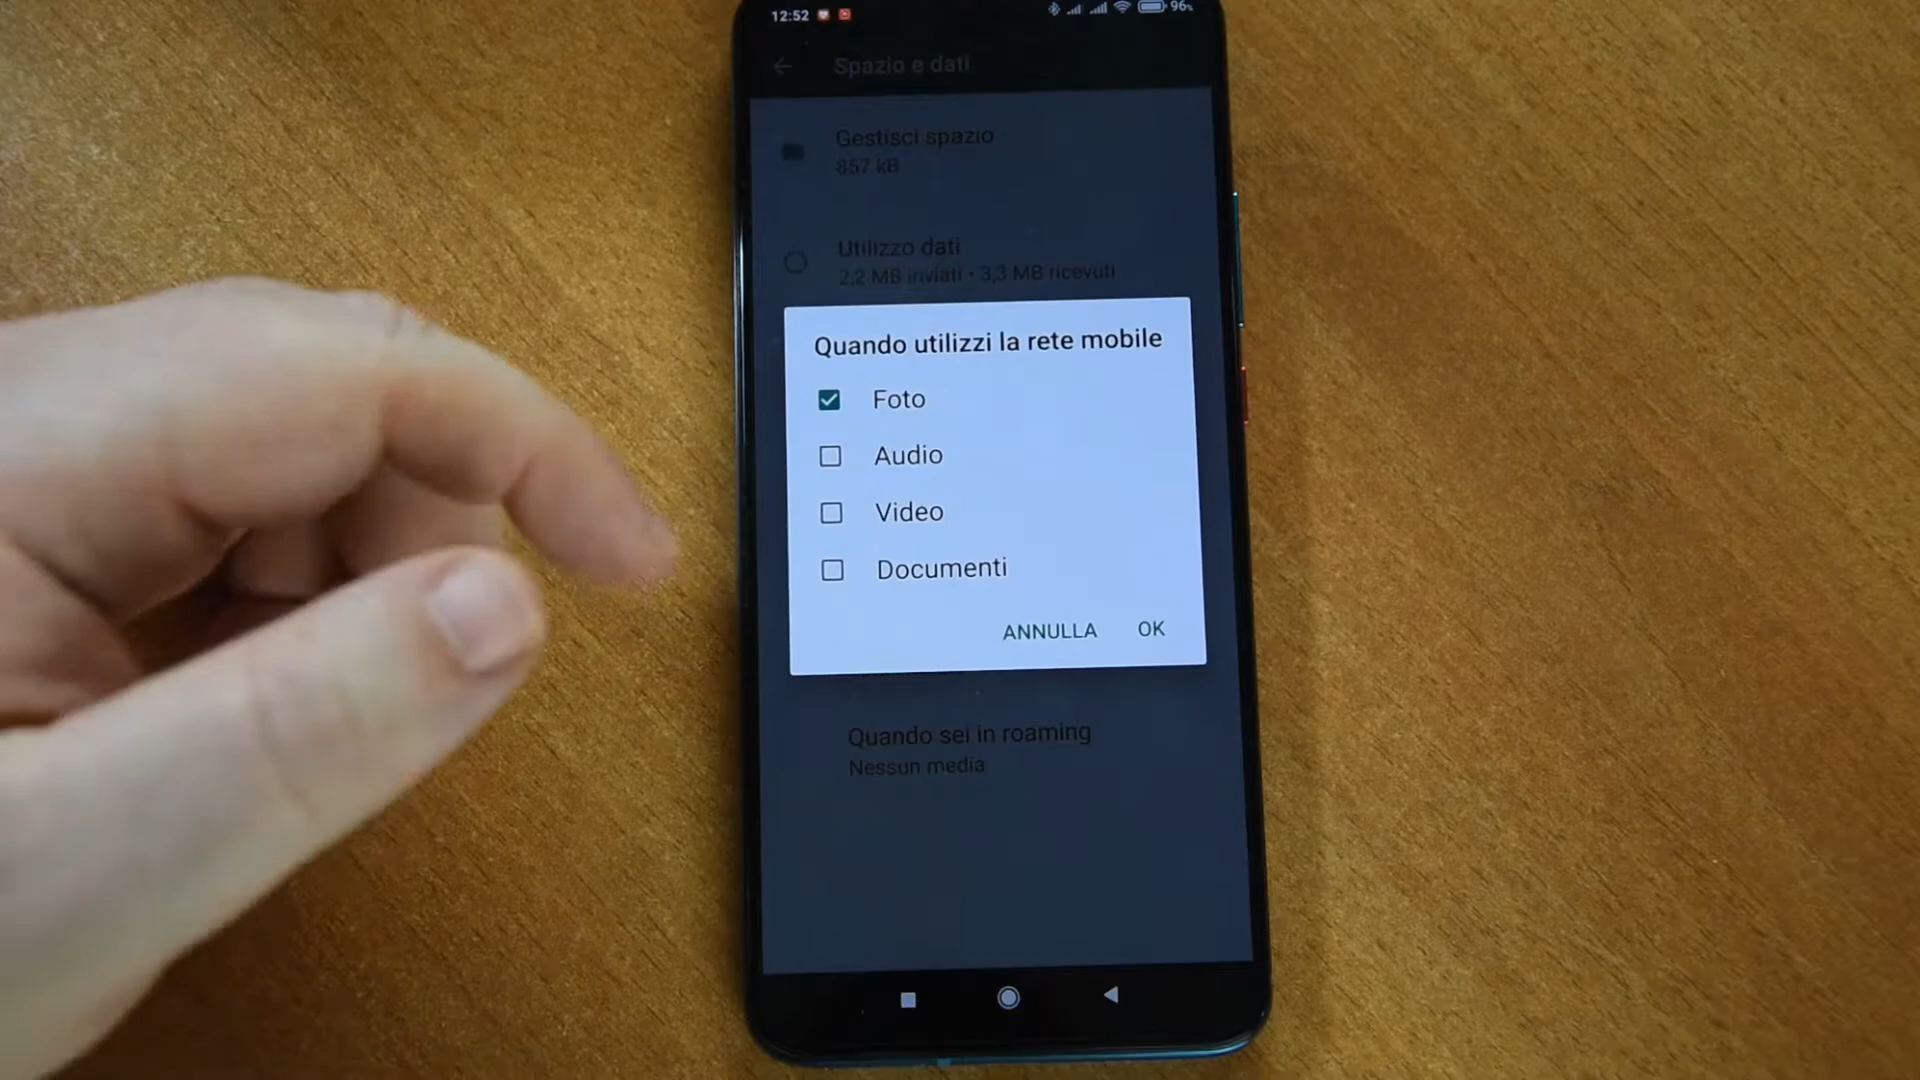 12:52
96%
Spazio e dati
Gestisci spazio
857 kB
Utilizzo dati
2,2 MB inviati • 3,3 MB ricevuti
Quando utilizzi la rete mobile
Foto
Audio
Video
Documenti
ANNULLA OK
Quando sei in roaming
Nessun media